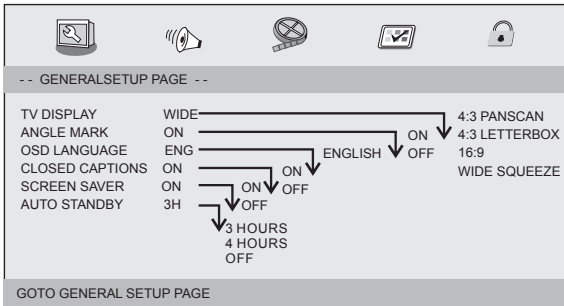 - - GENERALSETUP PAGE - -
TV DISPLAY WIDE 4:3 PANSCAN
ANGLE MARK ON ON 4:3 LETTERBOX
OSD LANGUAGE ENG ENGLISH OFF 16:9
CLOSED CAPTIONS ON ON WIDE SQUEEZE
SCREEN SAVER ON ON OFF
AUTO STANDBY 3H OFF
3 HOURS
4 HOURS
OFF
GOTO GENERAL SETUP PAGE